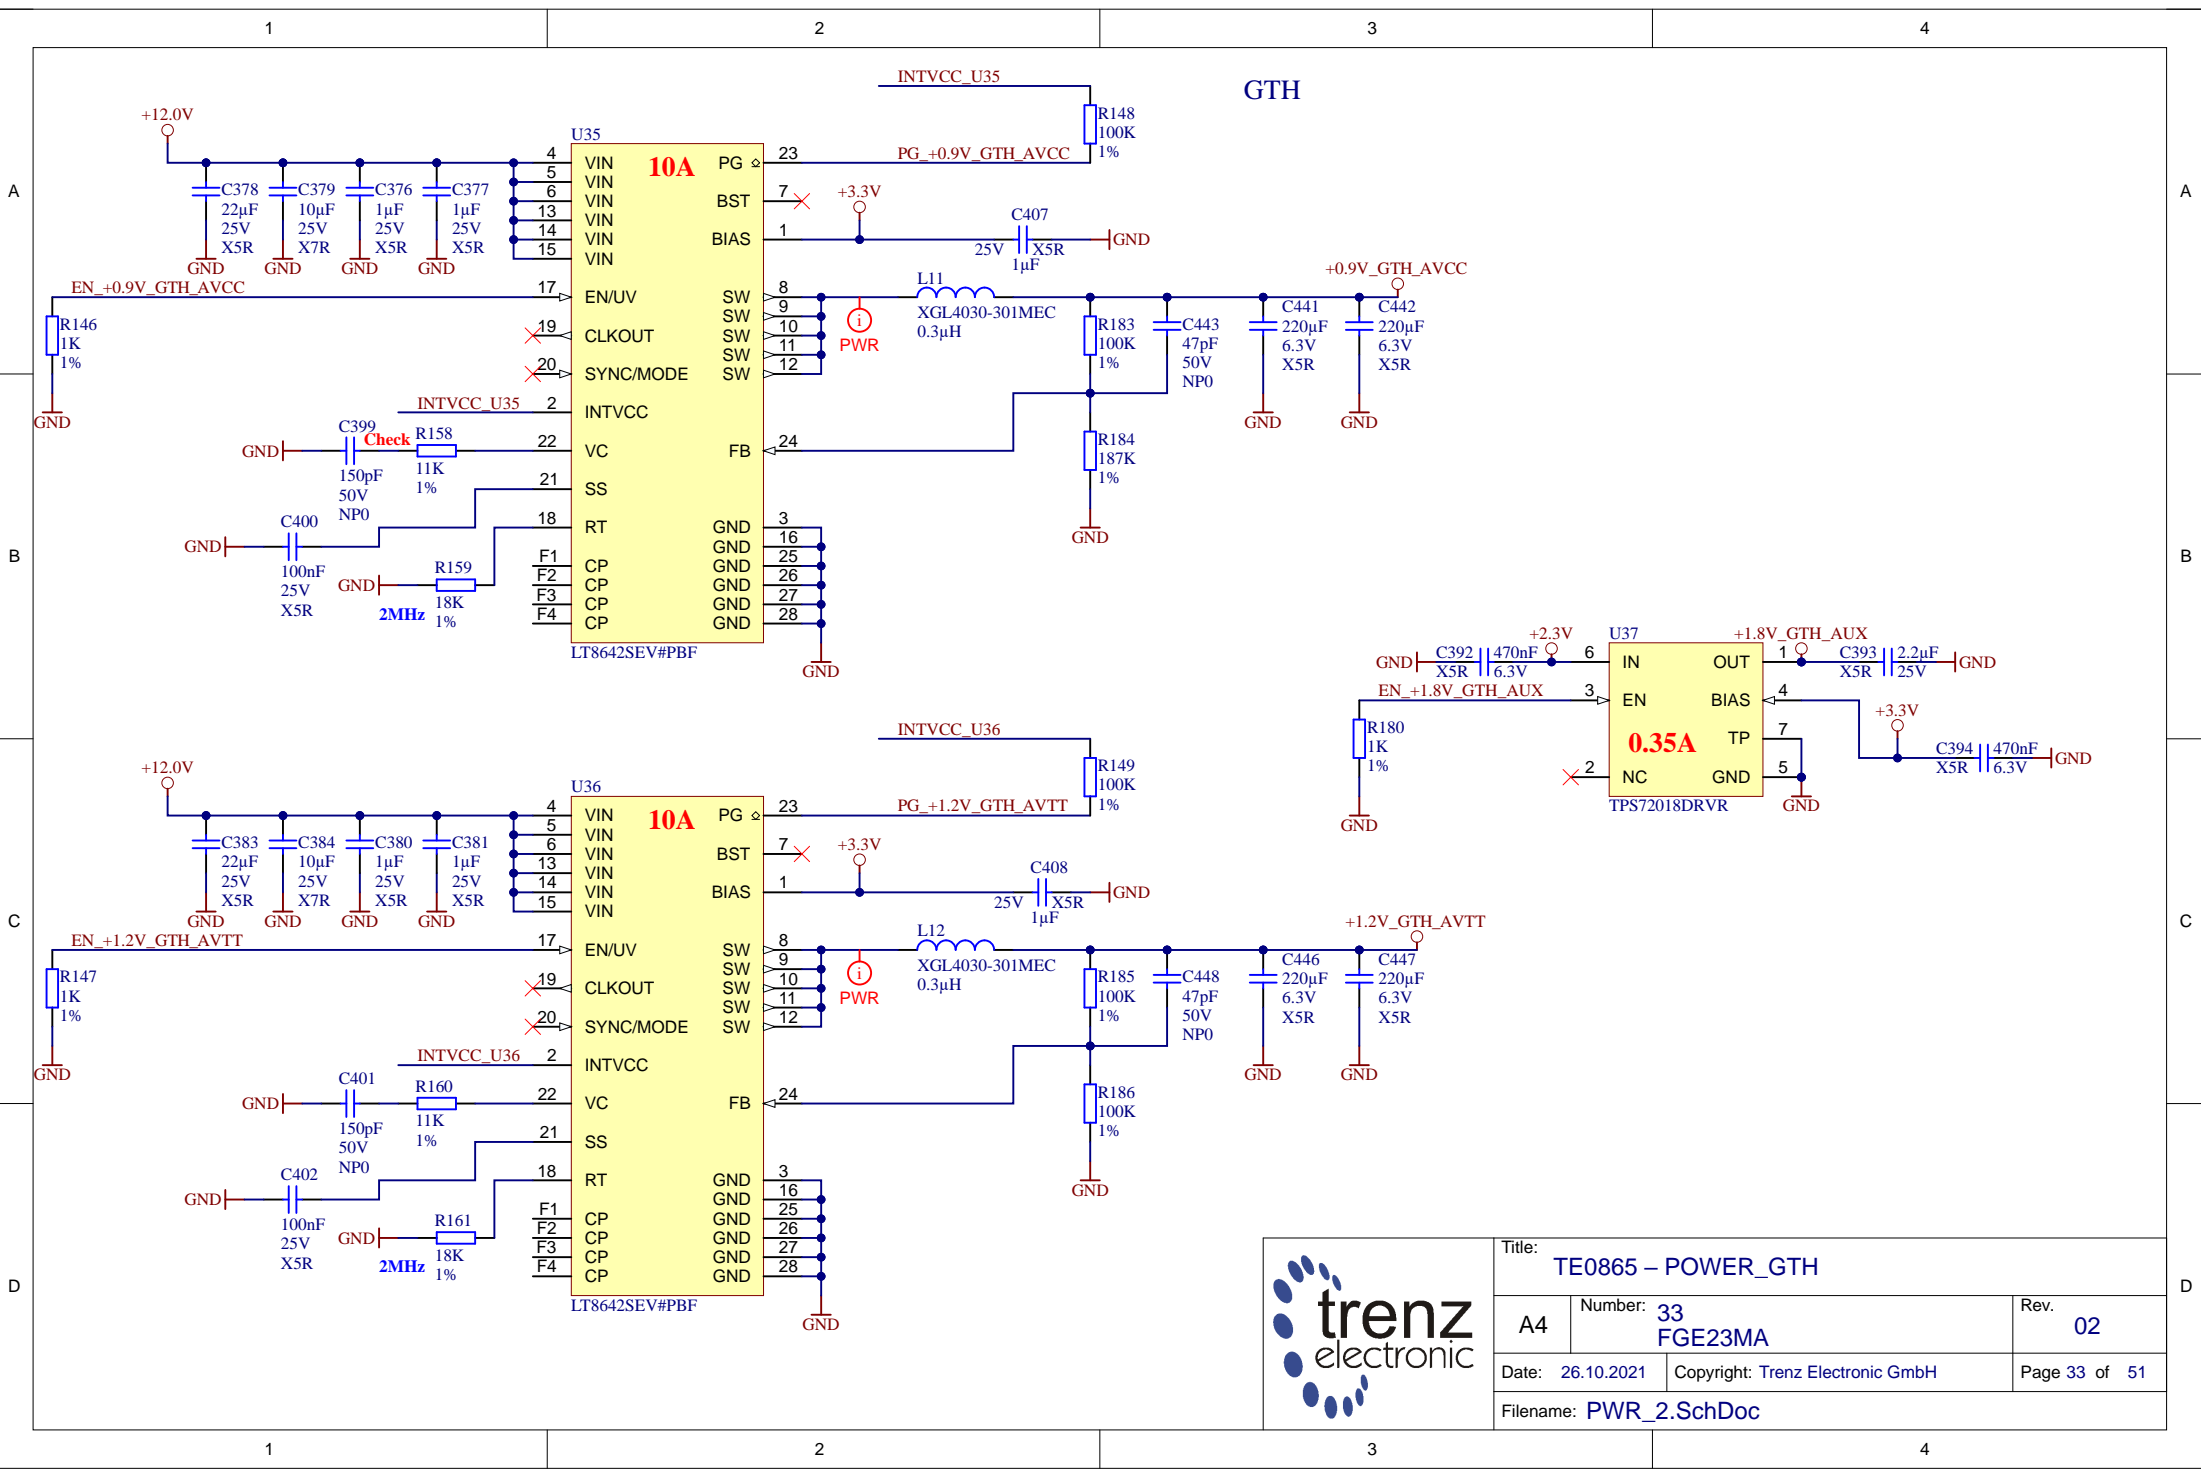 1
2
3
4
A
A
B
B
C
C
D
D
GTH
INTVCC_U35
R148
100K
1%
+12.0V
C378
22µF
25V
X5R
GND
C379
10µF
25V
X7R
GND
C376
1µF
25V
X5R
GND
C377
1µF
25V
X5R
GND
EN_+0.9V_GTH_AVCC
R146
1K
1%
GND
INTVCC_U35
GND
C399
150pF
50V
NP0
Check
R158
11K
1%
GND
C400
100nF
25V
X5R
GND
R159
18K
1%
2MHz
U35
10A
4 VIN
5 VIN
6 VIN
13 VIN
14 VIN
15 VIN
17 EN/UV
19 CLKOUT
20 SYNC/MODE
2 INTVCC
22 VC
21 SS
18 RT
F1 CP
F2 CP
F3 CP
F4 CP
PG 23
BST 7
BIAS 1
SW 8
SW 9
SW 10
SW 11
SW 12
FB 24
GND 3
GND 16
GND 25
GND 26
GND 27
GND 28
LT8642SEV#PBF
GND
PG_+0.9V_GTH_AVCC
+3.3V
C407
25V X5R
1µF
GND
PWR
L11
XGL4030-301MEC
0.3µH
+0.9V_GTH_AVCC
R183
100K
1%
C443
47pF
50V
NP0
C441
220µF
6.3V
X5R
GND
C442
220µF
6.3V
X5R
GND
R184
187K
1%
GND
GND
C392
X5R
470nF
6.3V
+2.3V
U37
+1.8V_GTH_AUX
C393
X5R
2.2µF
25V
GND
EN_+1.8V_GTH_AUX
R180
1K
1%
GND
6 IN
3 EN
2 NC
0.35A
OUT 1
BIAS 4
TP 7
GND 5
TPS72018DRVR
GND
+3.3V
C394
X5R
470nF
6.3V
GND
INTVCC_U36
R149
100K
1%
+12.0V
C383
22µF
25V
X5R
GND
C384
10µF
25V
X7R
GND
C380
1µF
25V
X5R
GND
C381
1µF
25V
X5R
GND
EN_+1.2V_GTH_AVTT
R147
1K
1%
GND
INTVCC_U36
GND
C401
150pF
50V
NP0
R160
11K
1%
GND
C402
100nF
25V
X5R
GND
R161
18K
1%
2MHz
U36
10A
4 VIN
5 VIN
6 VIN
13 VIN
14 VIN
15 VIN
17 EN/UV
19 CLKOUT
20 SYNC/MODE
2 INTVCC
22 VC
21 SS
18 RT
F1 CP
F2 CP
F3 CP
F4 CP
PG 23
BST 7
BIAS 1
SW 8
SW 9
SW 10
SW 11
SW 12
FB 24
GND 3
GND 16
GND 25
GND 26
GND 27
GND 28
LT8642SEV#PBF
GND
PG_+1.2V_GTH_AVTT
+3.3V
C408
25V X5R
1µF
GND
PWR
L12
XGL4030-301MEC
0.3µH
+1.2V_GTH_AVTT
R185
100K
1%
C448
47pF
50V
NP0
C446
220µF
6.3V
X5R
GND
C447
220µF
6.3V
X5R
GND
R186
100K
1%
GND
trenz
electronic
Title:
TE0865 – POWER_GTH
A4
Number: 33
FGE23MA
Rev.
02
Date: 26.10.2021
Copyright: Trenz Electronic GmbH
Page 33 of 51
Filename: PWR_2.SchDoc
1
2
3
4